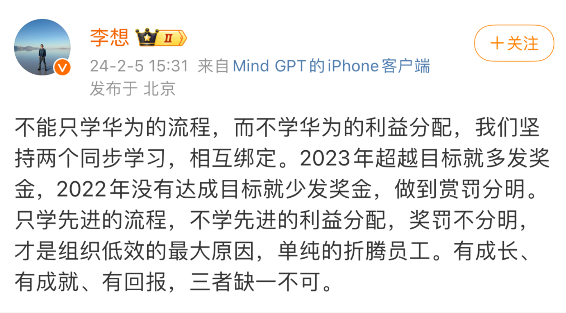 李想 II
+关注
24-2-5 15:31 来自Mind GPT的iPhone客户端
发布于 北京
不能只学华为的流程，而不学华为的利益分配，我们坚
持两个同步学习，相互绑定。2023年超越目标就多发奖
金，2022年没有达成目标就少发奖金，做到赏罚分明。
只学先进的流程，不学先进的利益分配，奖罚不分明，
才是组织低效的最大原因，单纯的折腾员工。有成长、
有成就、有回报，三者缺一不可。